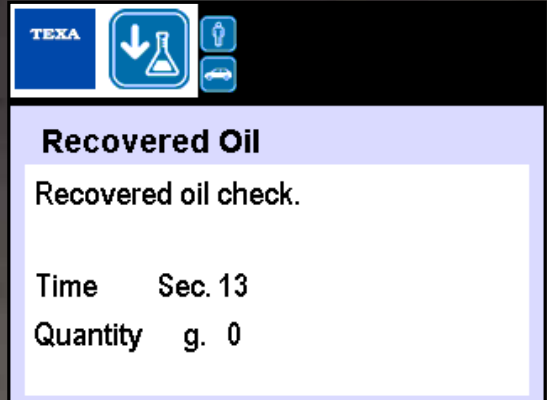 TEXA
Recovered Oil
Recovered oil check.
Time Sec. 13
Quantity g. 0